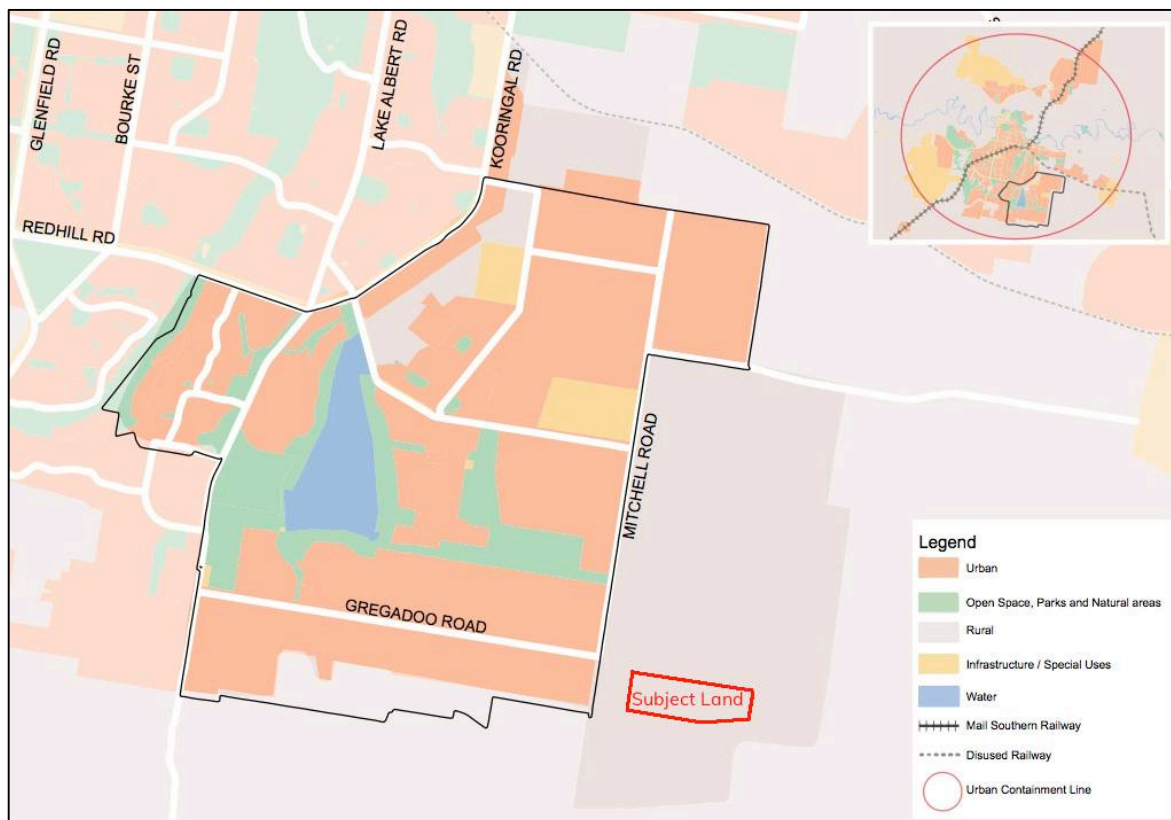 GLENFIELD RD
BOURKE ST
LAKE ALBERT RD
KOORINGAL RD
REDHILL RD
MITCHELL ROAD
GREGADOO ROAD
Subject Land
Legend
Urban
Open Space, Parks and Natural areas
Rural
Infrastructure / Special Uses
Water
Mail Southern Railway
Disused Railway
Urban Containment Line